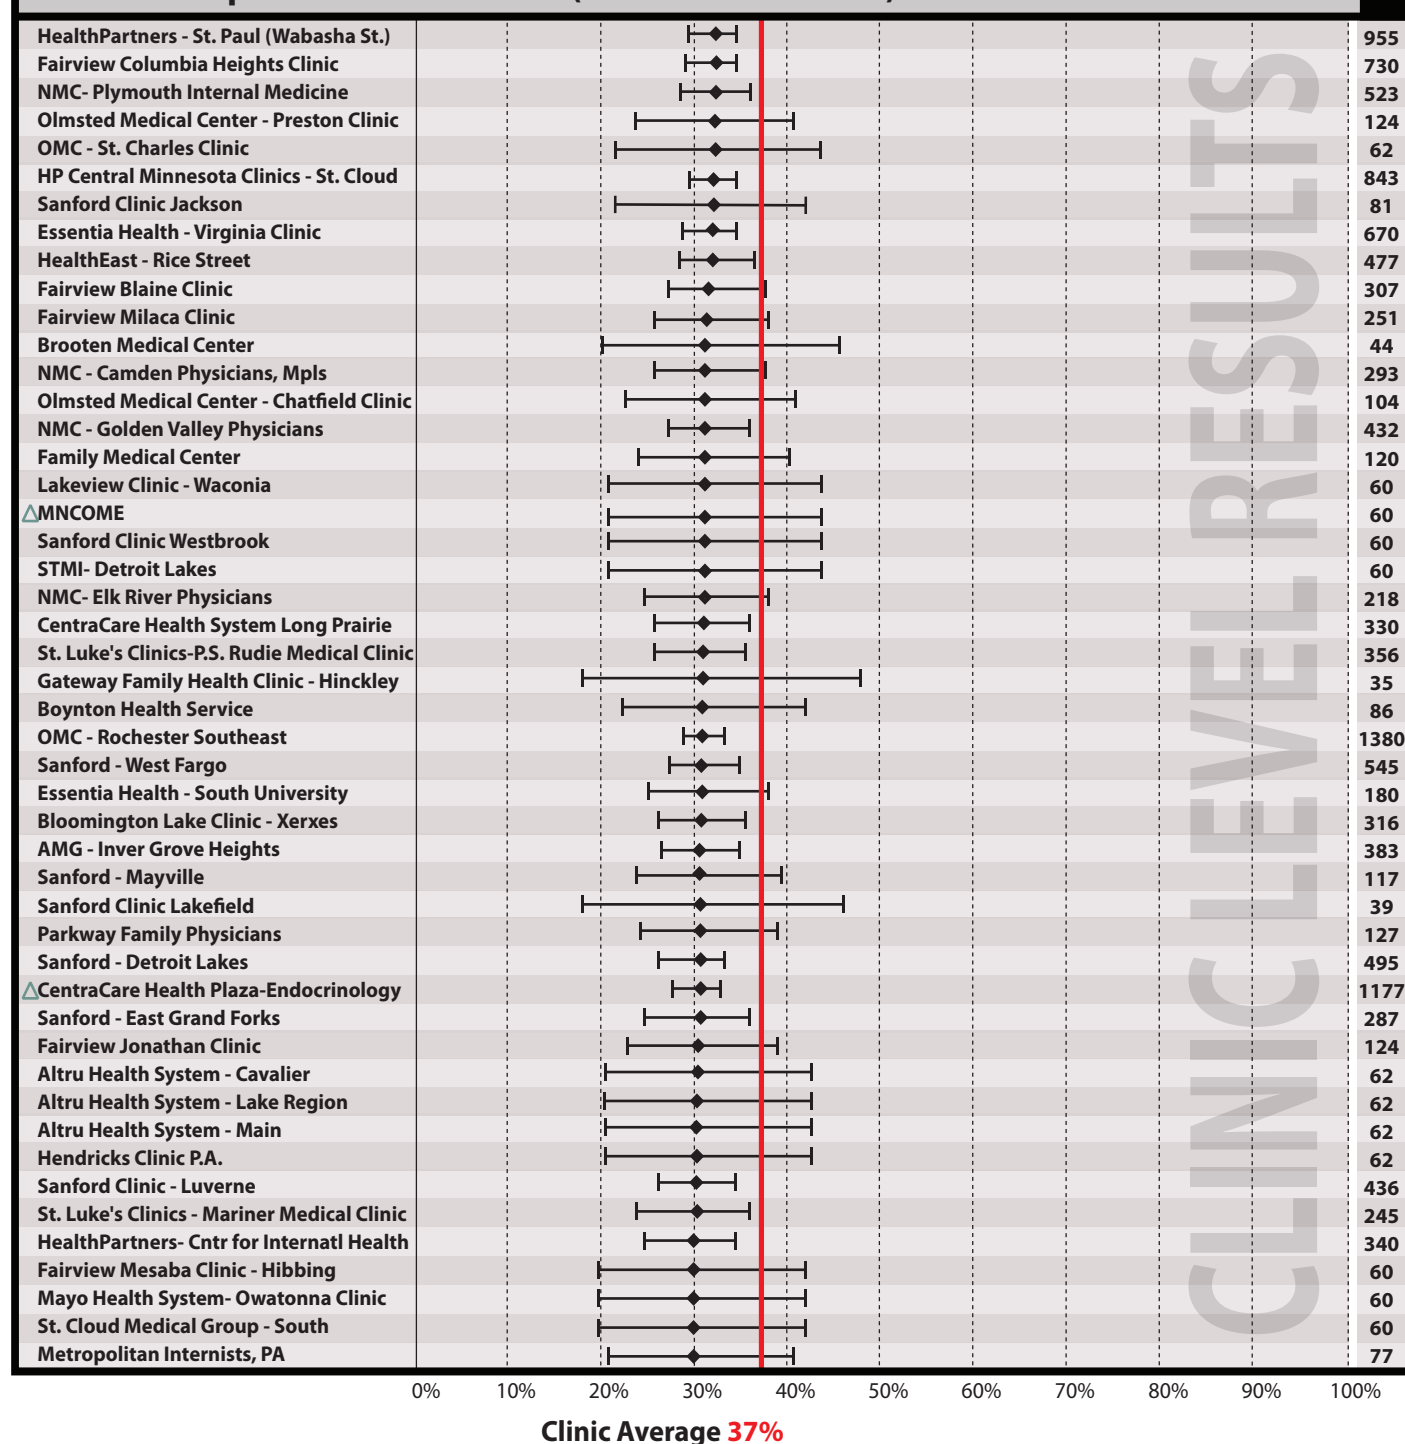 HealthPartners - St. Paul (Wabasha St.) 955
Fairview Columbia Heights Clinic 730
NMC- Plymouth Internal Medicine 523
Olmsted Medical Center - Preston Clinic 124
OMC - St. Charles Clinic 62
HP Central Minnesota Clinics - St. Cloud 843
Sanford Clinic Jackson 81
Essentia Health - Virginia Clinic 670
HealthEast - Rice Street 477
Fairview Blaine Clinic 307
Fairview Milaca Clinic 251
Brooten Medical Center 44
NMC - Camden Physicians, Mpls 293
Olmsted Medical Center - Chatfield Clinic 104
NMC - Golden Valley Physicians 432
Family Medical Center 120
Lakeview Clinic - Waconia 60
△MNCOME 60
Sanford Clinic Westbrook 60
STMI- Detroit Lakes 60
NMC- Elk River Physicians 218
CentraCare Health System Long Prairie 330
St. Luke's Clinics-P.S. Rudie Medical Clinic 356
Gateway Family Health Clinic - Hinckley 35
Boynton Health Service 86
OMC - Rochester Southeast 1380
Sanford - West Fargo 545
Essentia Health - South University 180
Bloomington Lake Clinic - Xerxes 316
AMG - Inver Grove Heights 383
Sanford - Mayville 117
Sanford Clinic Lakefield 39
Parkway Family Physicians 127
Sanford - Detroit Lakes 495
△CentraCare Health Plaza-Endocrinology 1177
Sanford - East Grand Forks 287
Fairview Jonathan Clinic 124
Altru Health System - Cavalier 62
Altru Health System - Lake Region 62
Altru Health System - Main 62
Hendricks Clinic P.A. 62
Sanford Clinic - Luverne 436
St. Luke's Clinics - Mariner Medical Clinic 245
HealthPartners- Cntr for Internatl Health 340
Fairview Mesaba Clinic - Hibbing 60
Mayo Health System- Owatonna Clinic 60
St. Cloud Medical Group - South 60
Metropolitan Internists, PA 77
CLINIC LEVEL RESULTS
0% 10% 20% 30% 40% 50% 60% 70% 80% 90% 100%
Clinic Average 37%